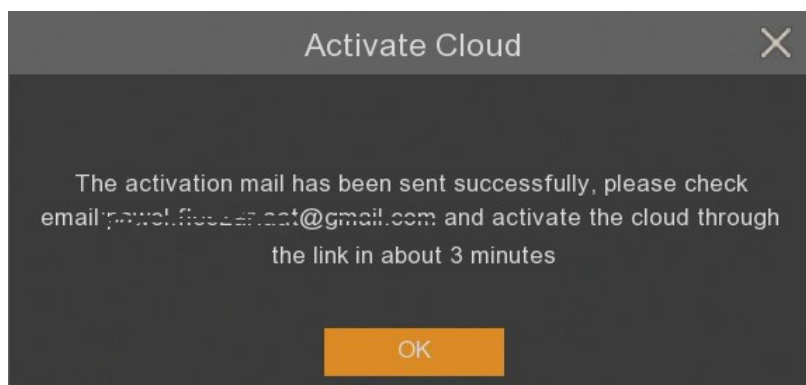 Activate Cloud
The activation mail has been sent successfully, please check
email @gmail.com and activate the cloud through
the link in about 3 minutes
OK